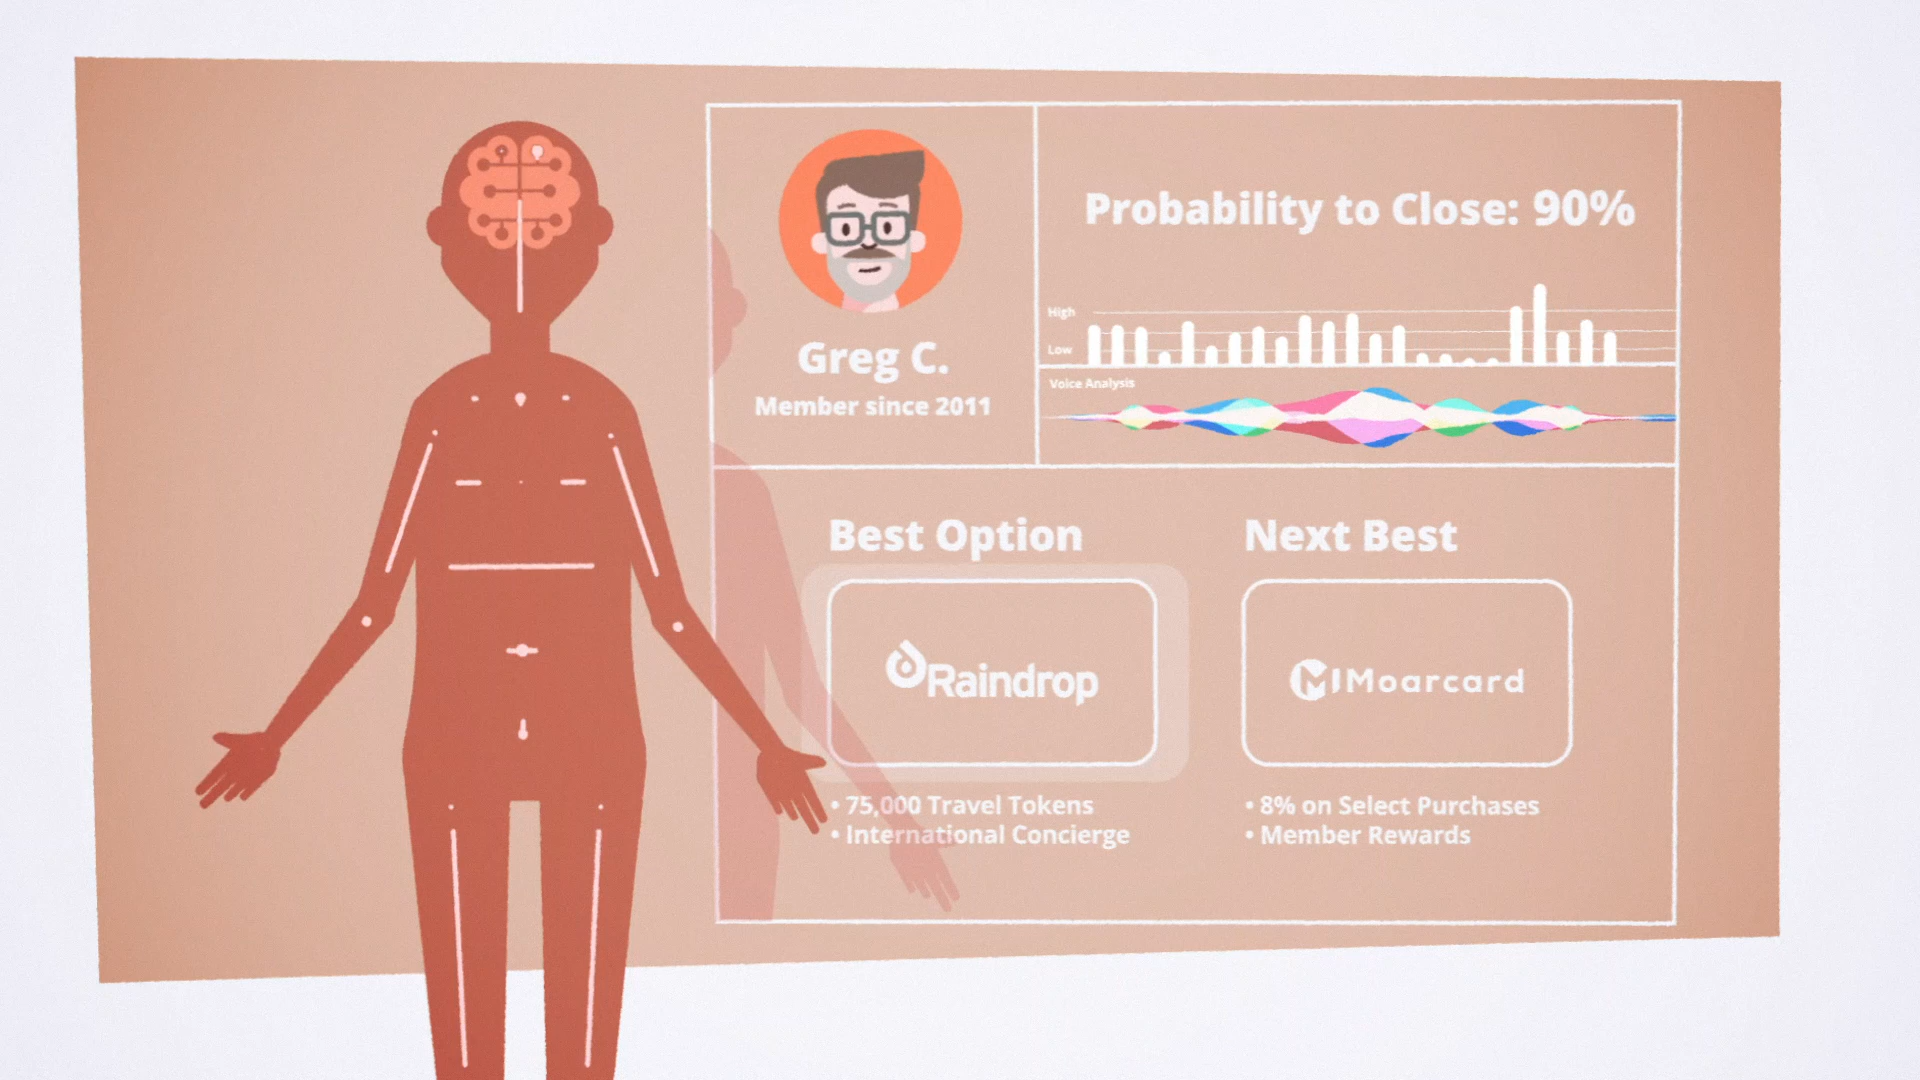 Greg C.
Member since 2011
Probability to Close: 90%
High
Low
Voice Analysis
Best Option
Raindrop
• 75,000 Travel Tokens
• International Concierge
Next Best
Moarcard
• 8% on Select Purchases
• Member Rewards